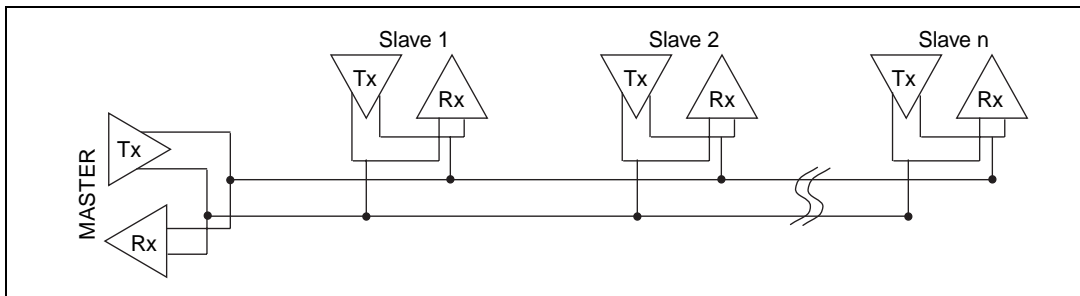 Slave 1
Slave 2
Slave n
Tx
Rx
Tx
Rx
Tx
Rx
MASTER
Tx
Rx